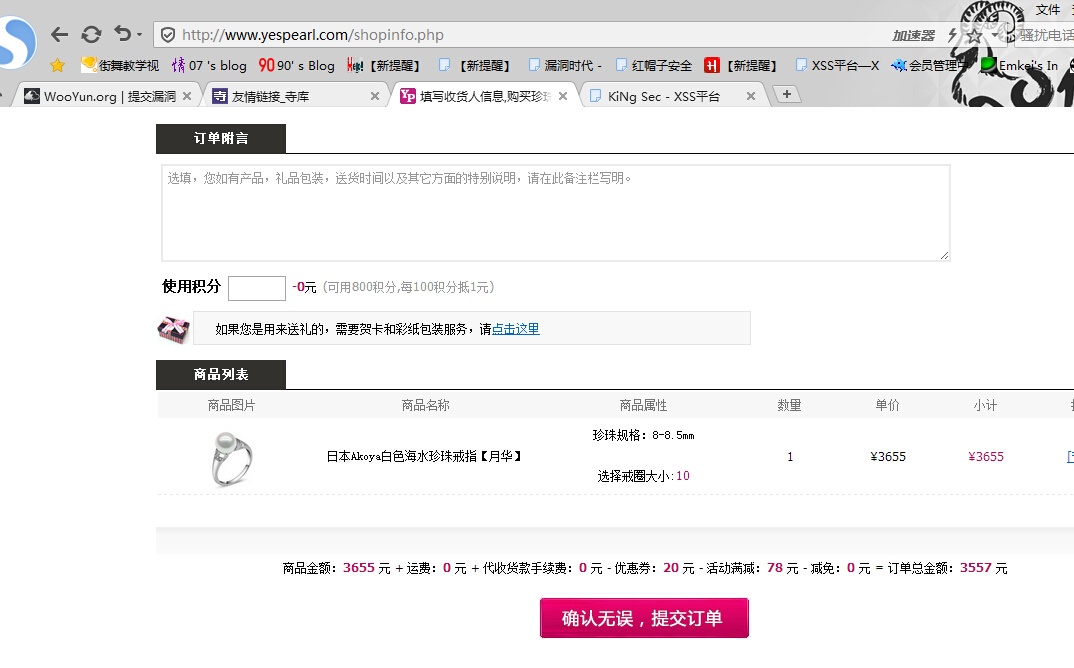 文件
http://www.yespearl.com/shopinfo.php
加速器
骚扰电话
街舞教学视
07 's blog
90' s Blog
【新提醒】
【新提醒】
漏洞时代 -
红帽子安全
【新提醒】
XSS平台—X
会员管理中
Emkei's In
WooYun.org | 提交漏洞
友情链接_寺库
填写收货人信息,购买珍珠
KiNg Sec - XSS平台
订单附言
选填，您如有产品，礼品包装，送货时间以及其它方面的特别说明，请在此备注栏写明。
使用积分 -0元 (可用800积分,每100积分抵1元)
如果您是用来送礼的，需要贺卡和彩纸包装服务，请点击这里
商品列表
商品图片 商品名称 商品属性 数量 单价 小计
珍珠规格：8-8.5mm
日本Akoya白色海水珍珠戒指【月华】 1 ¥3655 ¥3655
选择戒圈大小:10
商品金额：3655 元 + 运费：0 元 + 代收货款手续费：0 元 - 优惠券：20 元 - 活动满减：78 元 - 减免：0 元 = 订单总金额：3557 元
确认无误，提交订单